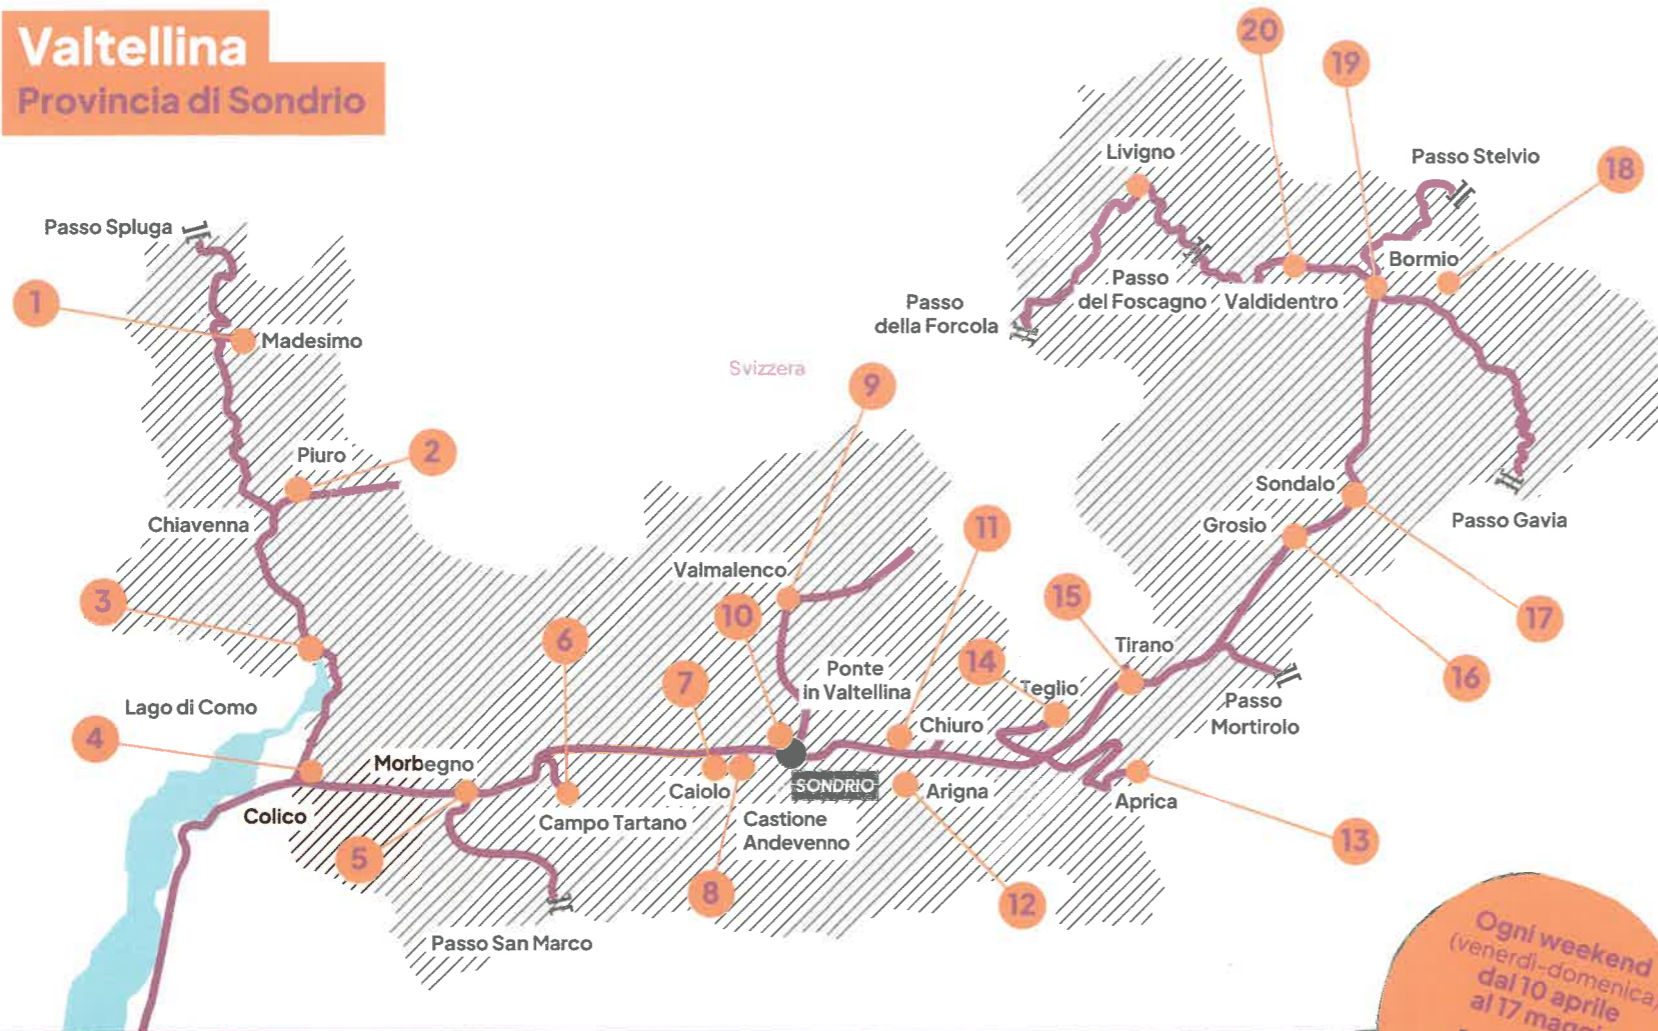 Valtellina
Provincia di Sondrio
20
19
Livigno
Passo Stelvio
18
Passo Spluga
Bormio
1
Passo
del Foscagno
Valdidentro
Passo
della Forcola
Madesimo
Svizzera
9
Piuro
2
Sondalo
Chiavenna
Grosio
Passo Gavia
11
Valmalenco
3
10
15
6
17
Tirano
14
7
Ponte
in Valtellina
Teglio
16
Lago di Como
Passo
Mortirolo
4
Chiuro
Morbegno
SONDRIO
Caiolo
Arigna
Aprica
Colico
Campo Tartano
Castione
Andevenno
13
5
8
12
Passo San Marco
Ogni weekend
(venerdì-domenica)
dal 10 aprile
al 17 maggio